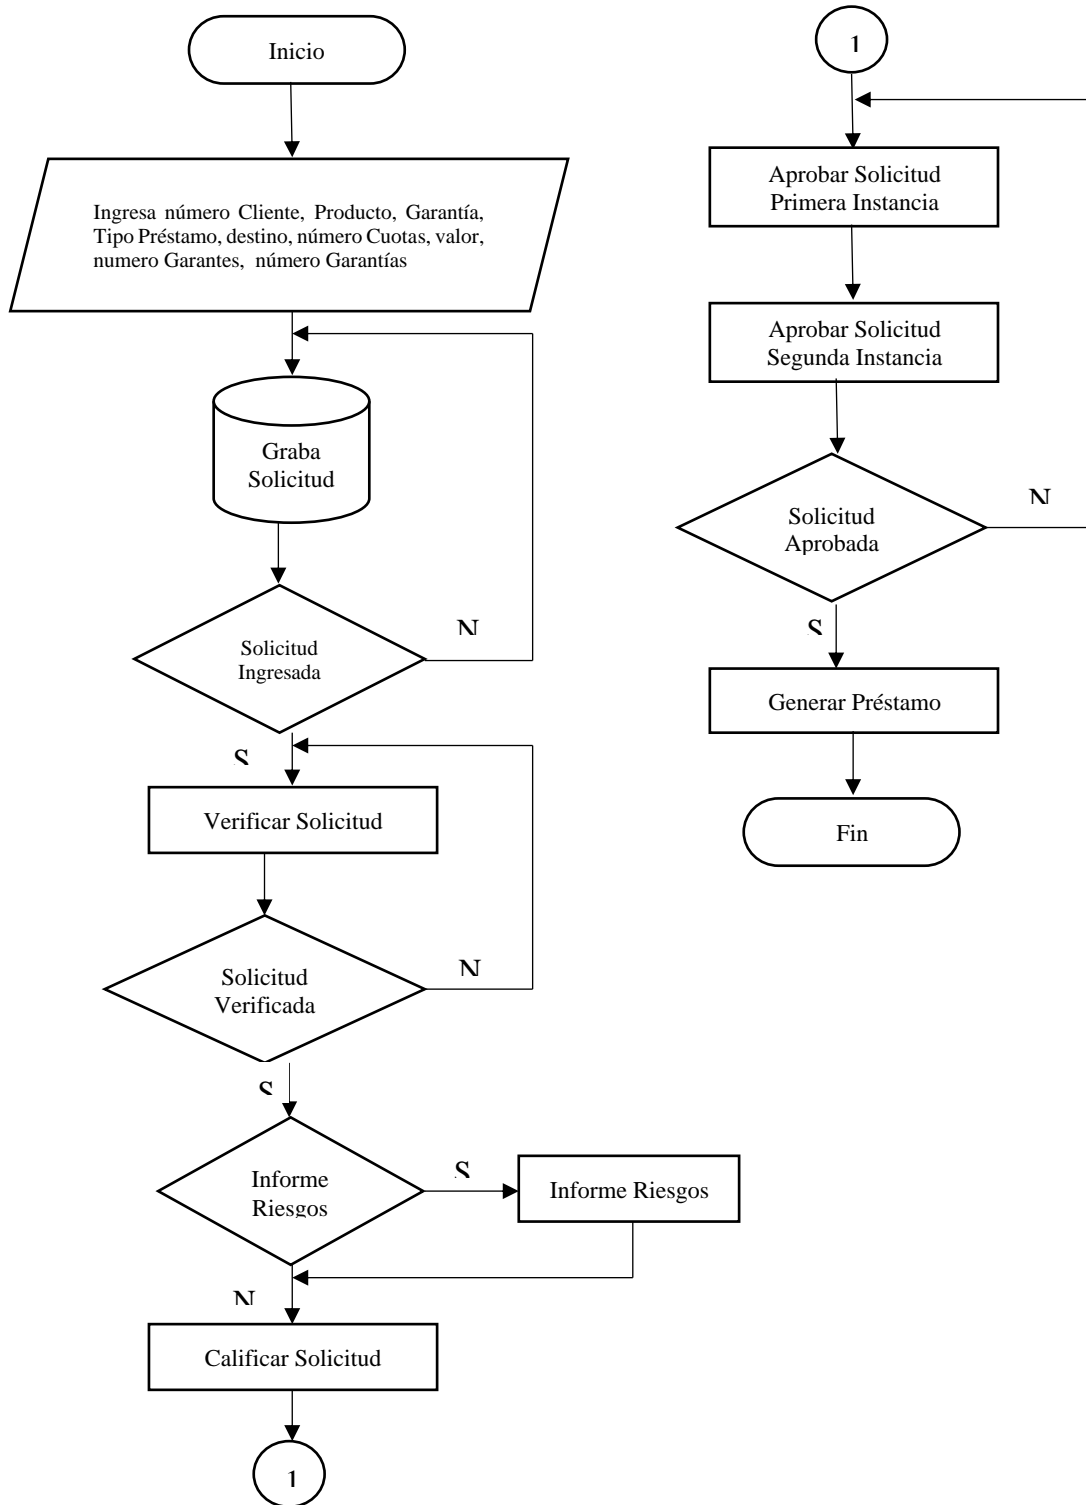 Inicio
Ingresa número Cliente, Producto, Garantía,
Tipo Préstamo, destino, número Cuotas, valor,
numero Garantes, número Garantías
Graba
Solicitud
Solicitud
Ingresada
N
S
Verificar Solicitud
Solicitud
Verificada
N
S
Informe
Riesgos
S
Informe Riesgos
N
Calificar Solicitud
1
1
Aprobar Solicitud
Primera Instancia
Aprobar Solicitud
Segunda Instancia
Solicitud
Aprobada
N
S
Generar Préstamo
Fin